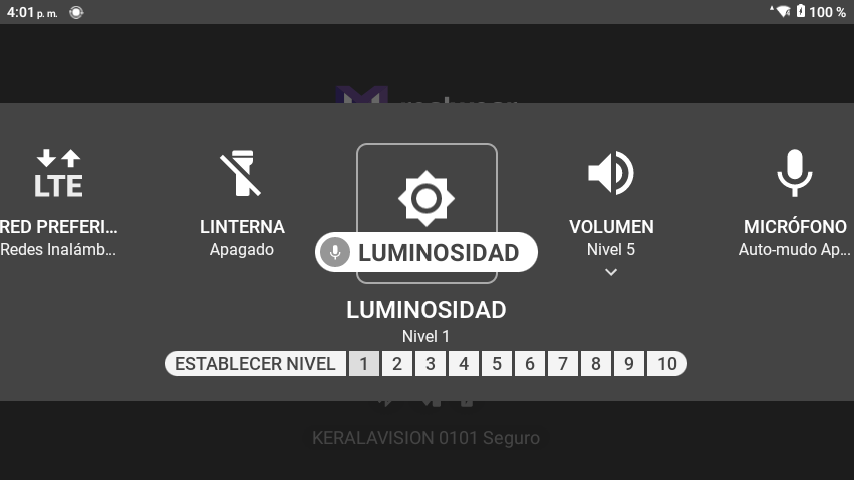 4:01 p. m.
100 %
LTE
RED PREFERI...
Redes Inalámb...
LINTERNA
Apagado
LUMINOSIDAD
VOLUMEN
Nivel 5
MICRÓFONO
Auto-mudo Ap...
LUMINOSIDAD
Nivel 1
ESTABLECER NIVEL 1 2 3 4 5 6 7 8 9 10
KERALAVISION 0101 Seguro